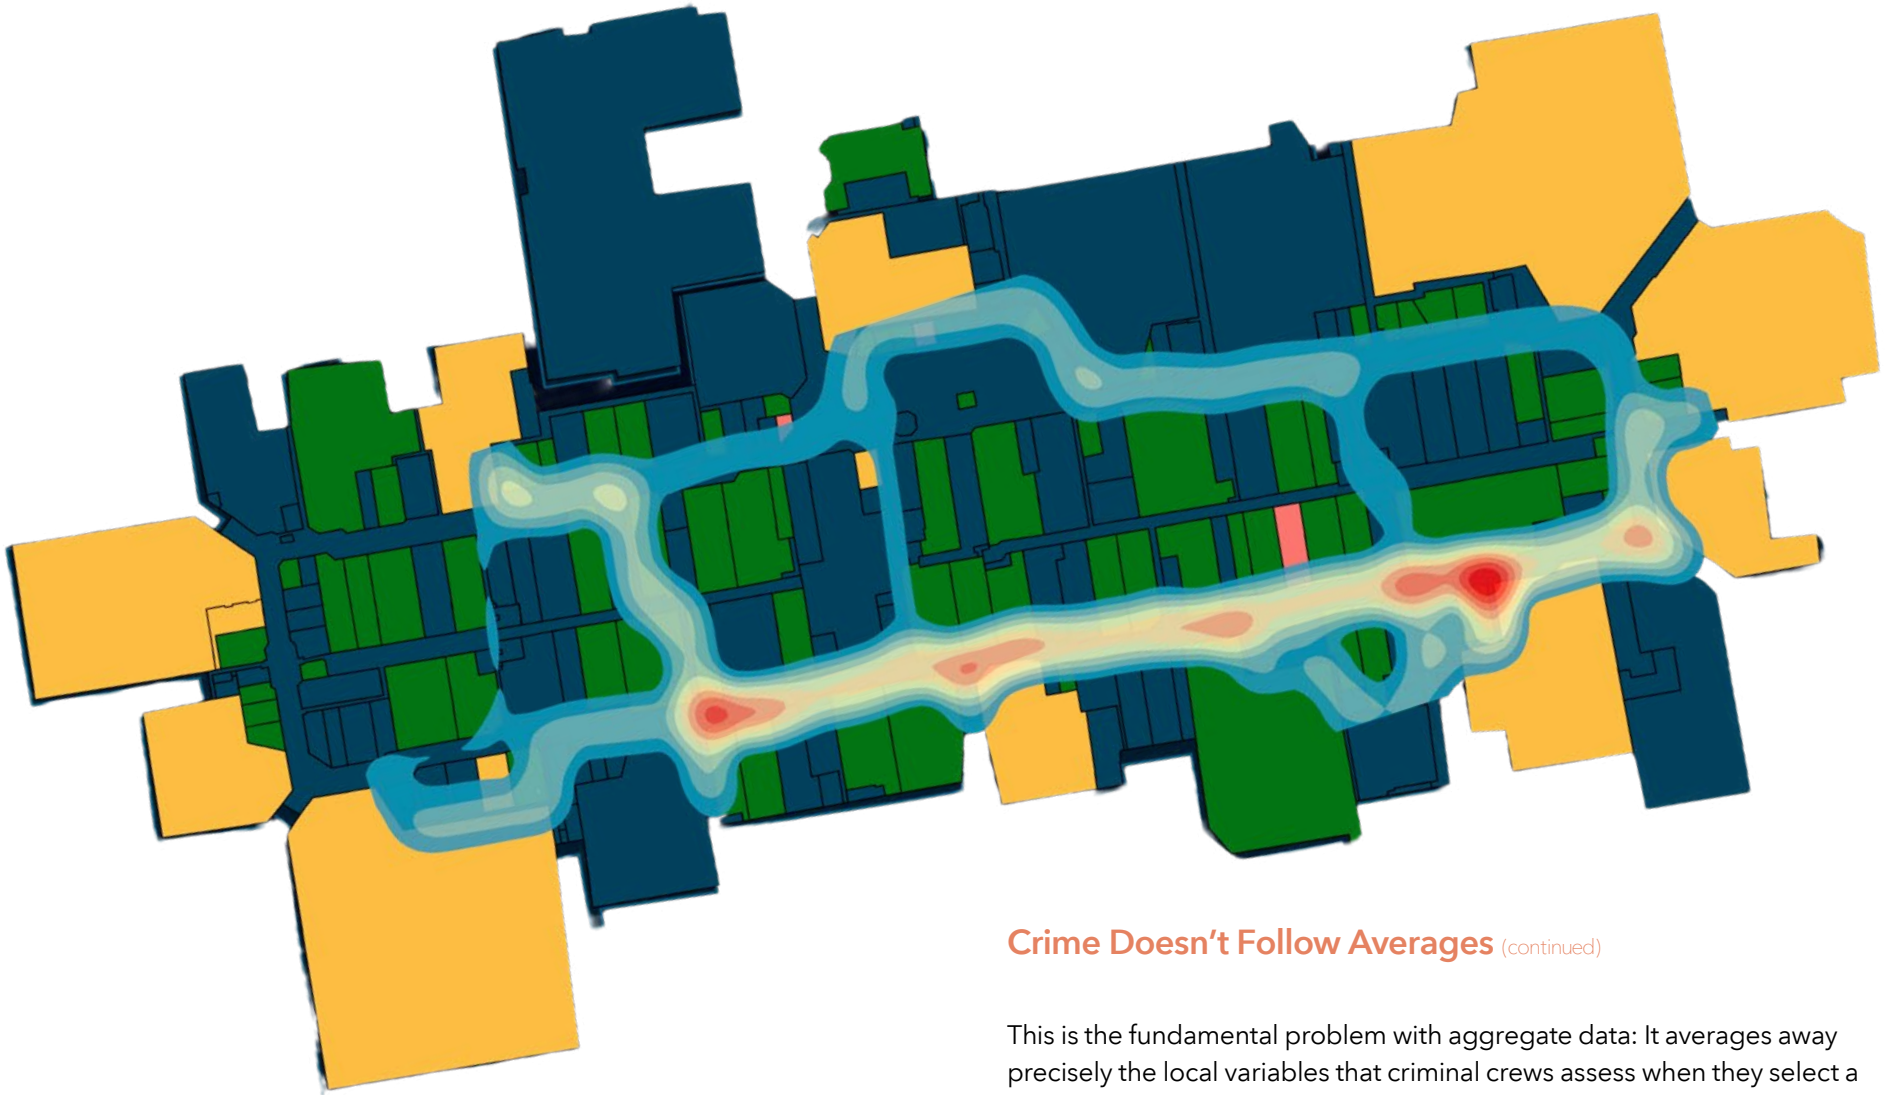 Crime Doesn’t Follow Averages (continued)
This is the fundamental problem with aggregate data: It averages away
precisely the local variables that criminal crews assess when they select a